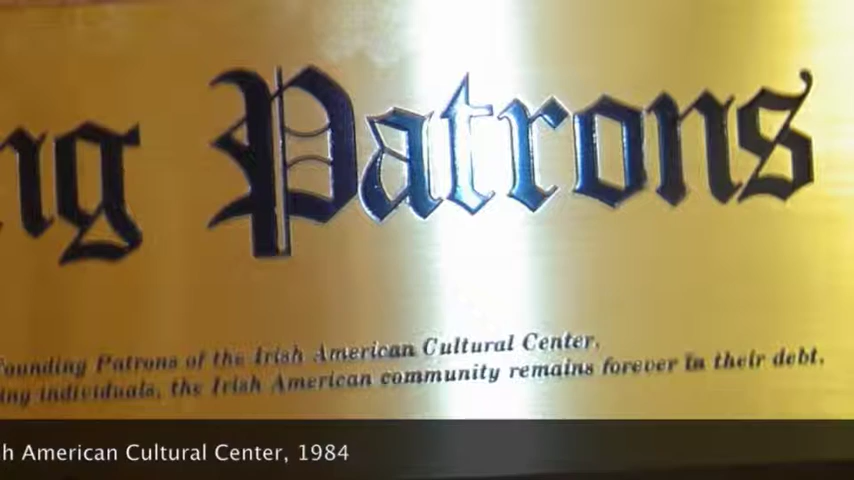 ng Patrons
ounding Patrons of the Irish American Cultural Center.
ing individuals, the Irish American community remains forever in their debt.
h American Cultural Center, 1984